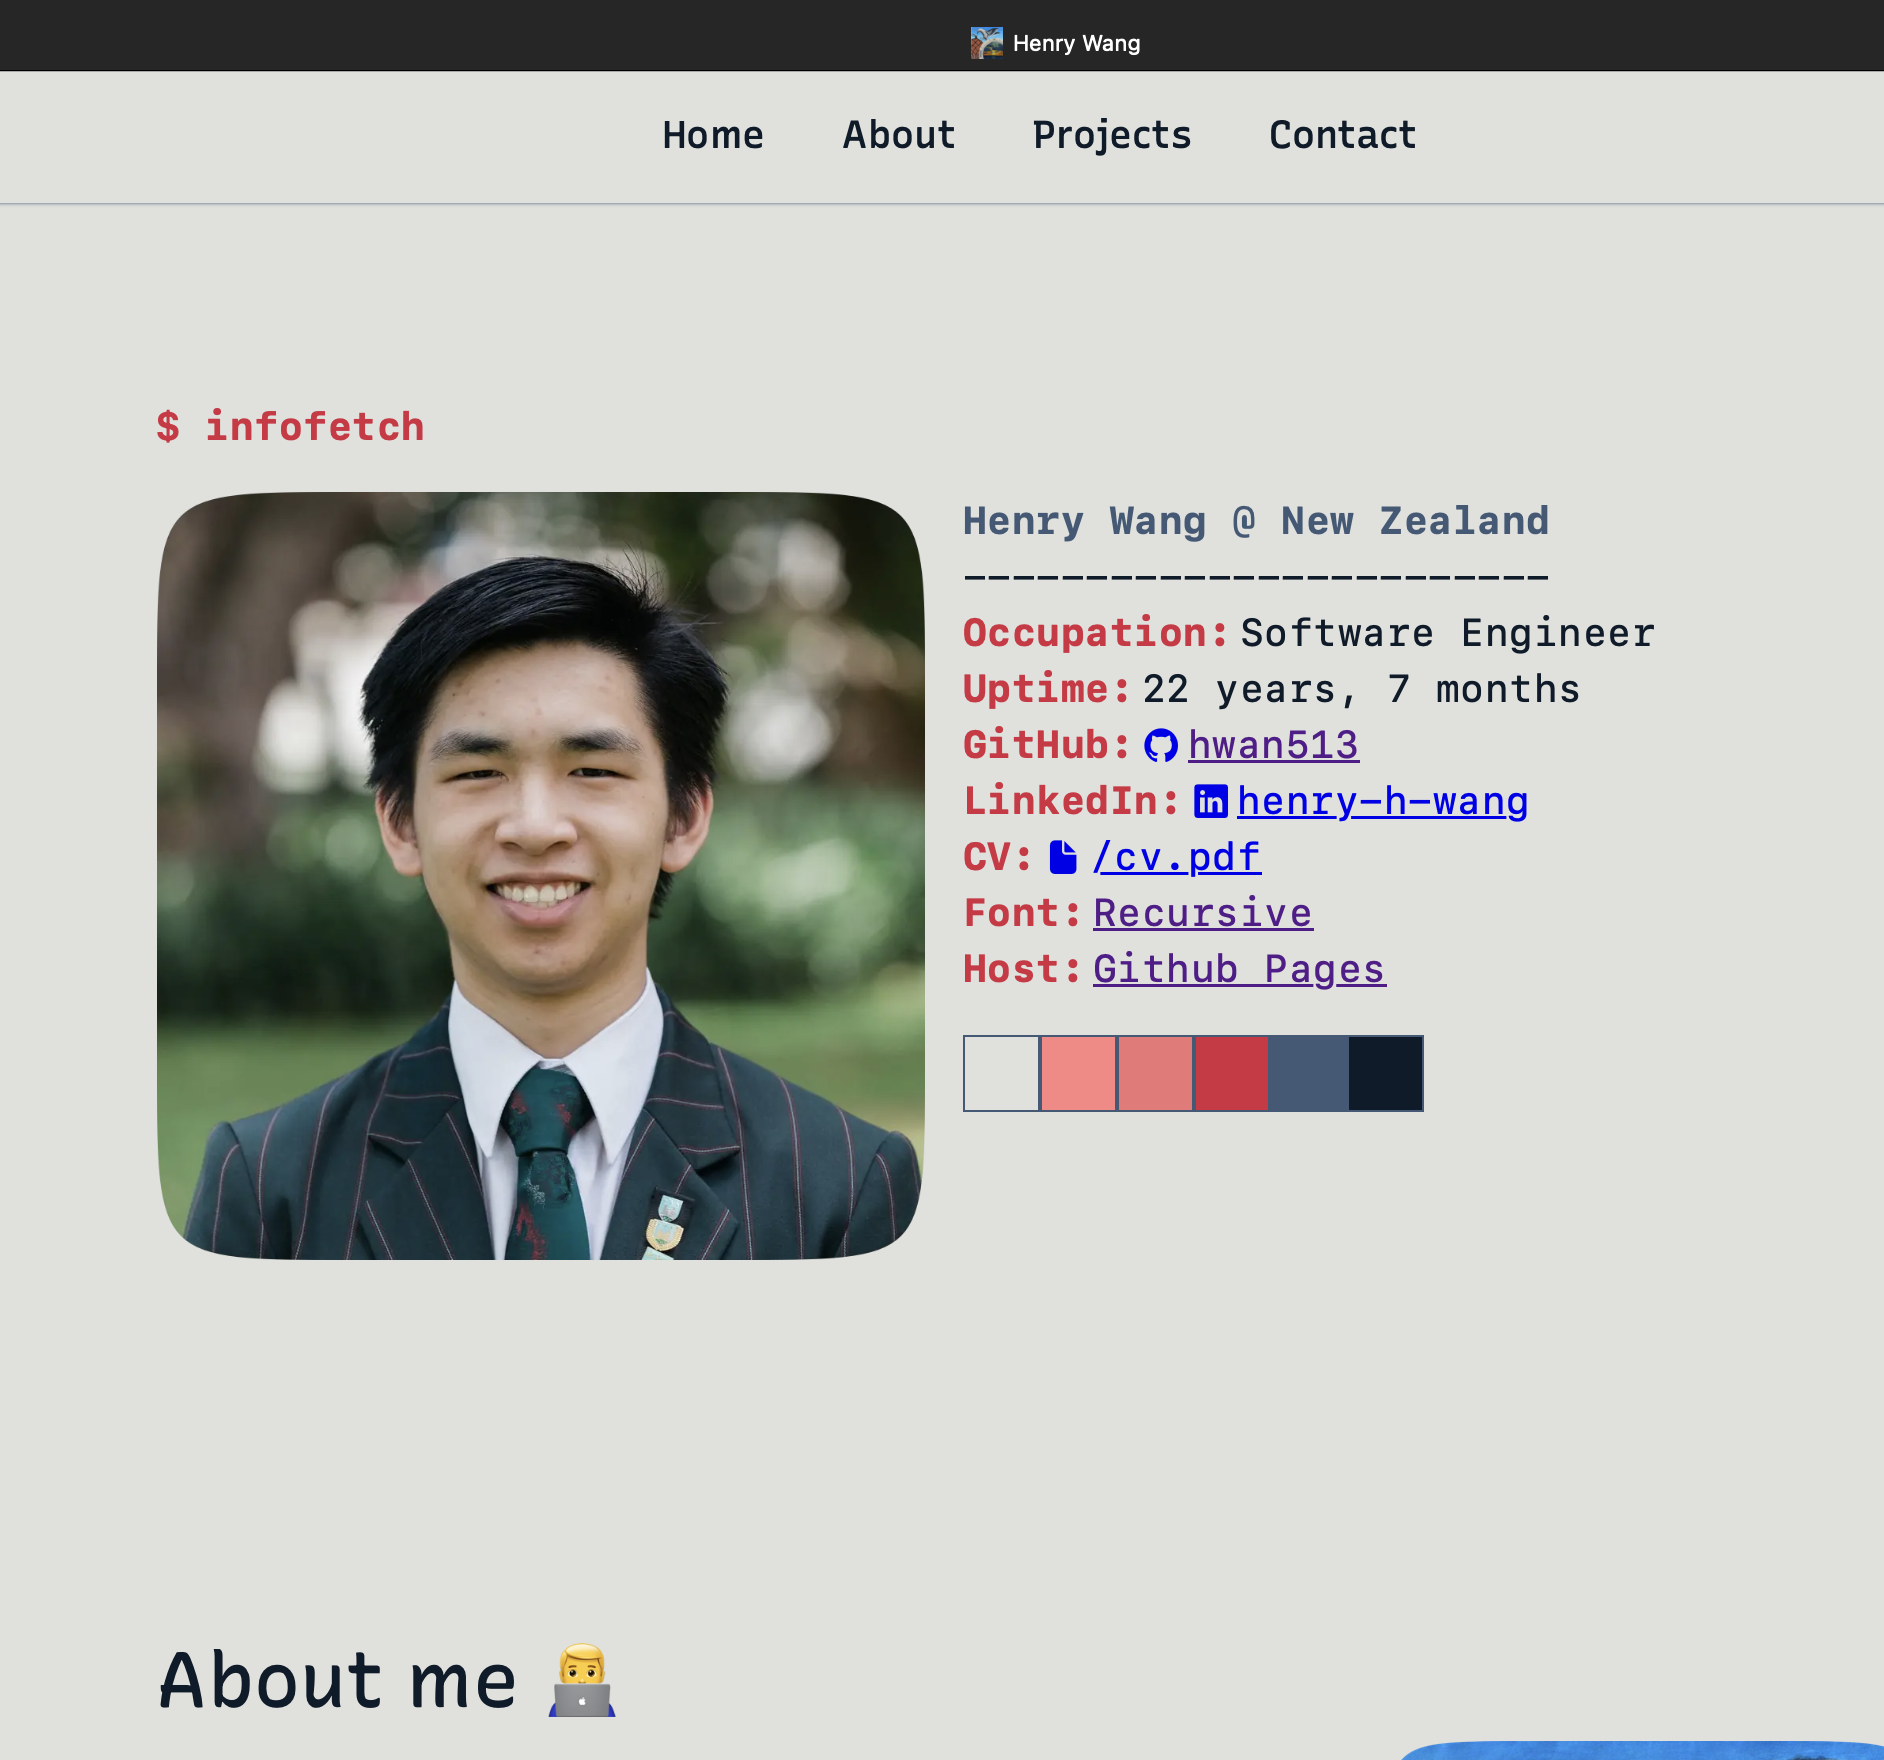 Henry Wang
Home About Projects Contact
$ infofetch
Henry Wang @ New Zealand
------------------------
Occupation: Software Engineer
Uptime: 22 years, 7 months
GitHub: hwan513
LinkedIn: in henry-h-wang
CV: /cv.pdf
Font: Recursive
Host: Github Pages
About me